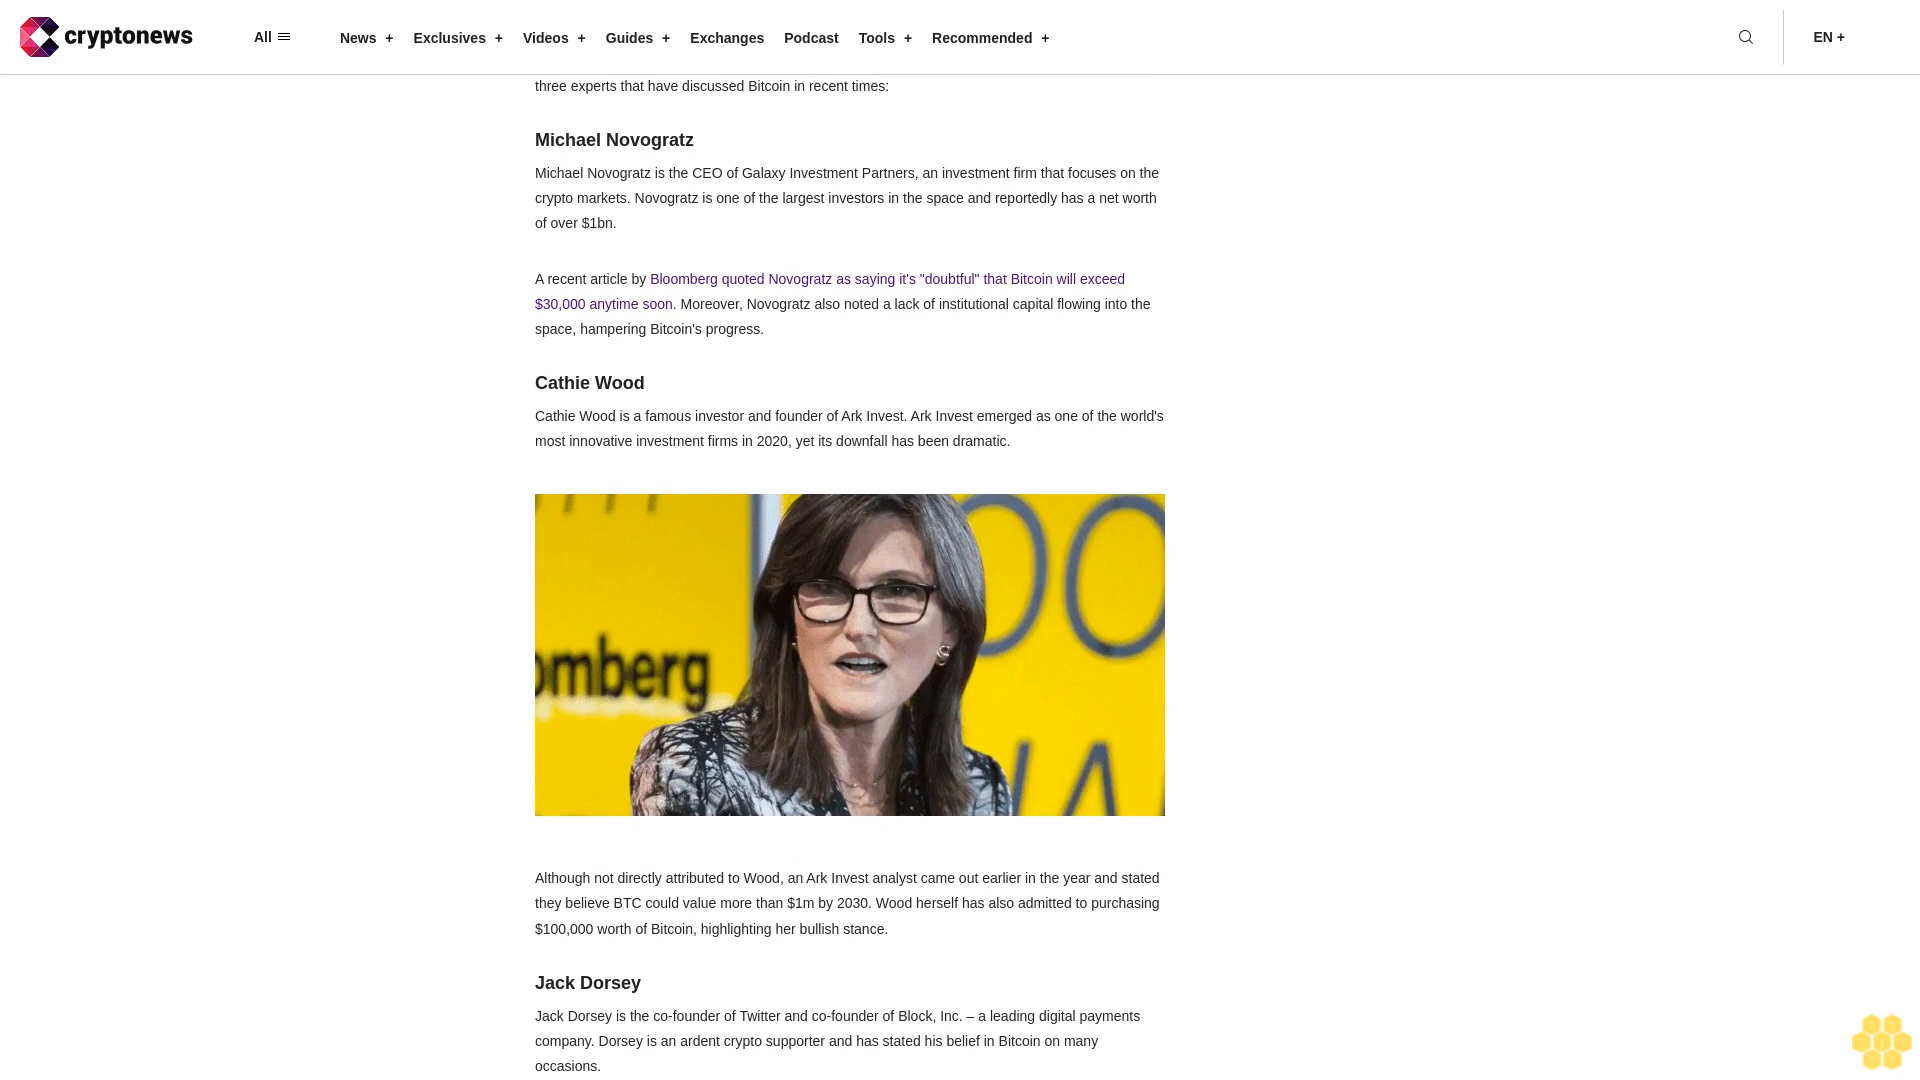 cryptonews
All
News +
Exclusives +
Videos +
Guides +
Exchanges
Podcast
Tools +
Recommended +
EN +
three experts that have discussed Bitcoin in recent times:
Michael Novogratz
Michael Novogratz is the CEO of Galaxy Investment Partners, an investment firm that focuses on the
crypto markets. Novogratz is one of the largest investors in the space and reportedly has a net worth
of over $1bn.
A recent article by Bloomberg quoted Novogratz as saying it's "doubtful" that Bitcoin will exceed
$30,000 anytime soon. Moreover, Novogratz also noted a lack of institutional capital flowing into the
space, hampering Bitcoin's progress.
Cathie Wood
Cathie Wood is a famous investor and founder of Ark Invest. Ark Invest emerged as one of the world's
most innovative investment firms in 2020, yet its downfall has been dramatic.
omberg
Although not directly attributed to Wood, an Ark Invest analyst came out earlier in the year and stated
they believe BTC could value more than $1m by 2030. Wood herself has also admitted to purchasing
$100,000 worth of Bitcoin, highlighting her bullish stance.
Jack Dorsey
Jack Dorsey is the co-founder of Twitter and co-founder of Block, Inc. – a leading digital payments
company. Dorsey is an ardent crypto supporter and has stated his belief in Bitcoin on many
occasions.